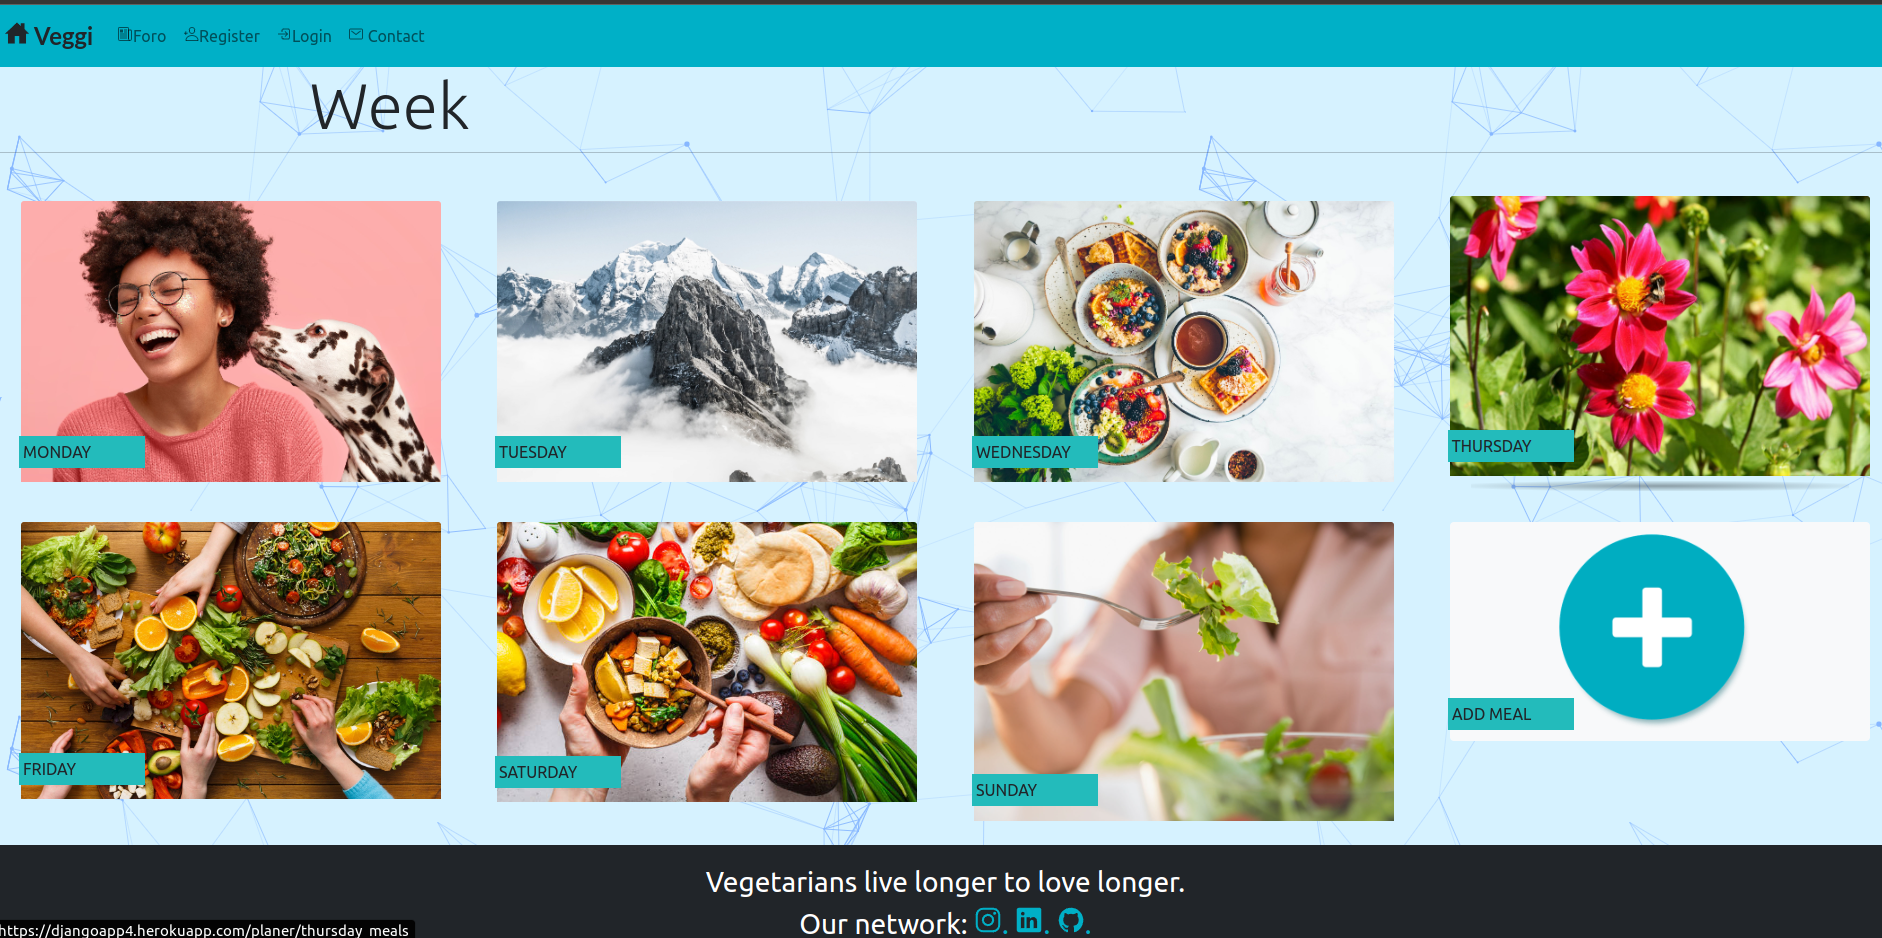 Veggi Foro Register Login Contact
Week
MONDAY
TUESDAY
WEDNESDAY
THURSDAY
FRIDAY
SATURDAY
SUNDAY
ADD MEAL
Vegetarians live longer to love longer.
Our network: . . .
https://djangoapp4.herokuapp.com/planer/thursday_meals